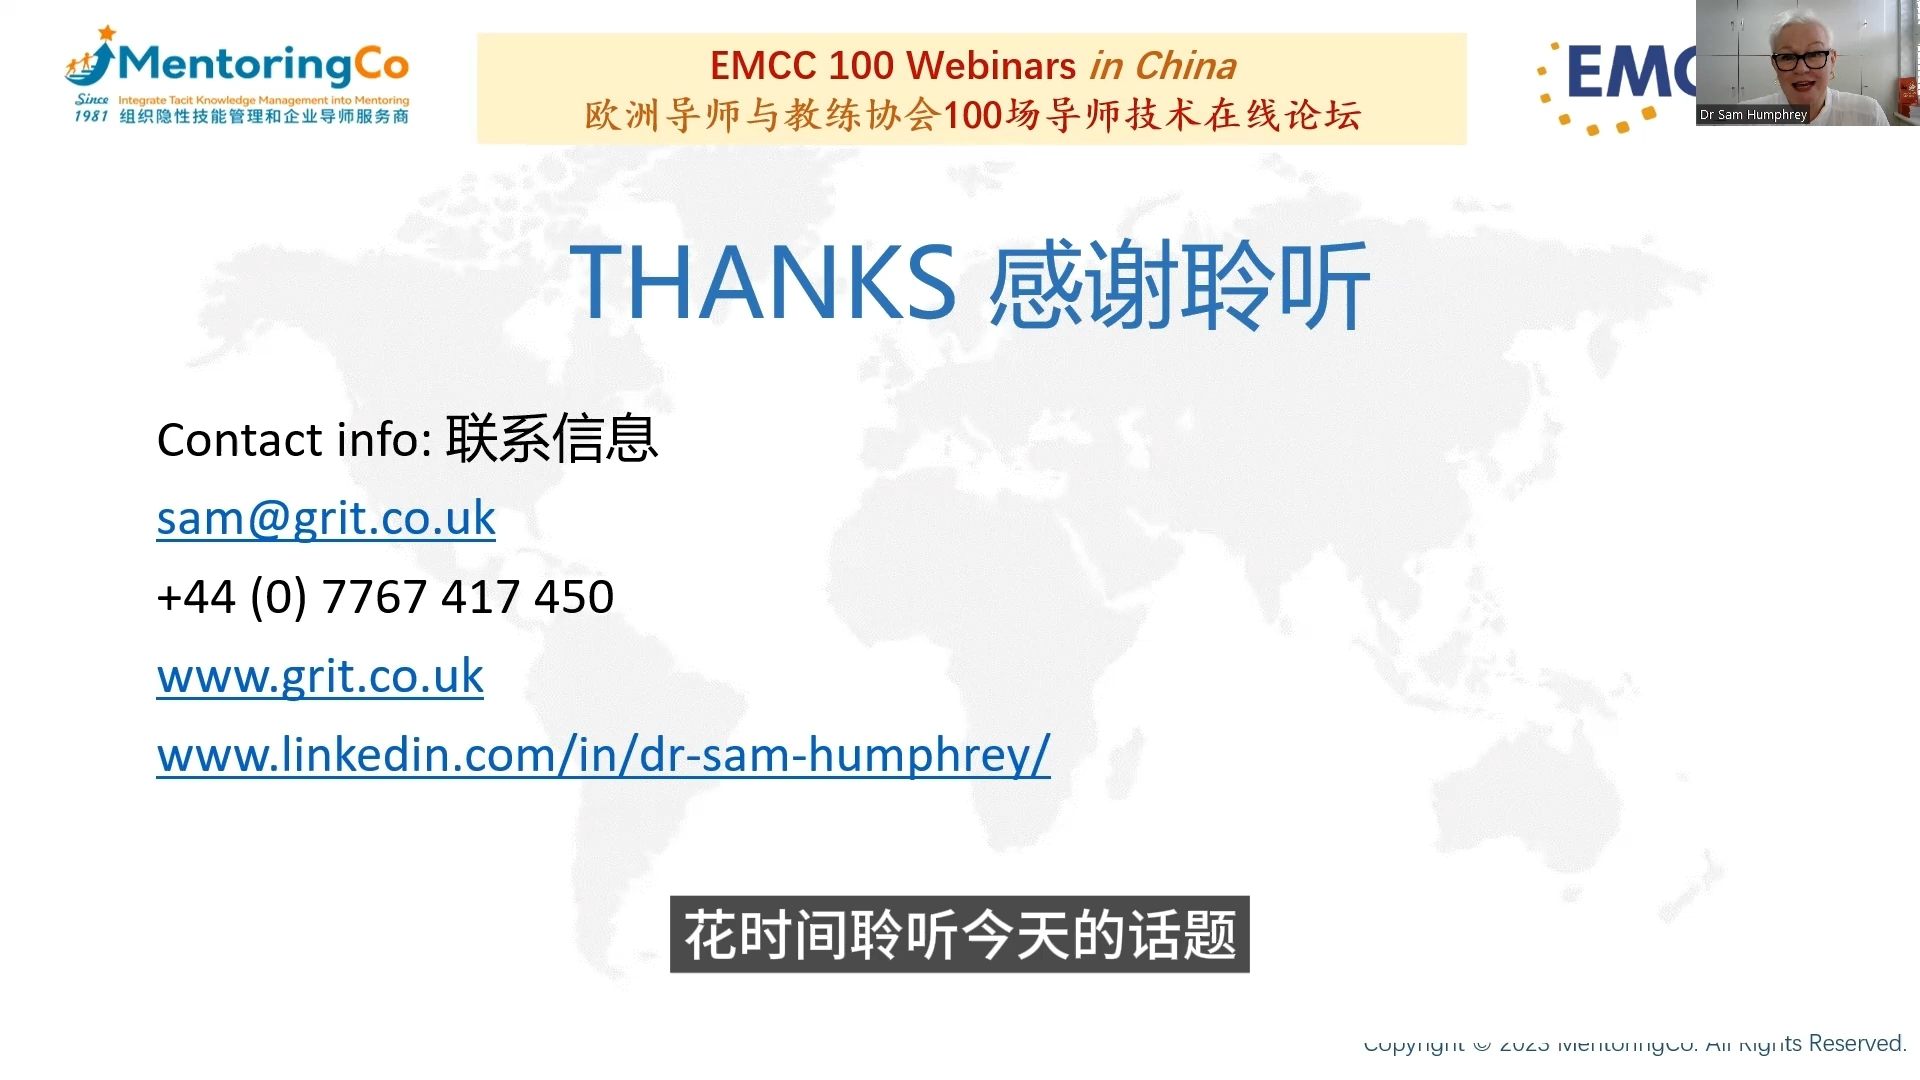 MentoringCo
Since 1981
Integrate Tacit Knowledge Management into Mentoring
组织隐性技能管理和企业导师服务商
EMCC 100 Webinars in China
欧洲导师与教练协会100场导师技术在线论坛
EMC
Dr Sam Humphrey
THANKS 感谢聆听
Contact info: 联系信息
sam@grit.co.uk
+44 (0) 7767 417 450
www.grit.co.uk
www.linkedin.com/in/dr-sam-humphrey/
花时间聆听今天的话题
Copyright © 2023 MentoringCo. All Rights Reserved.